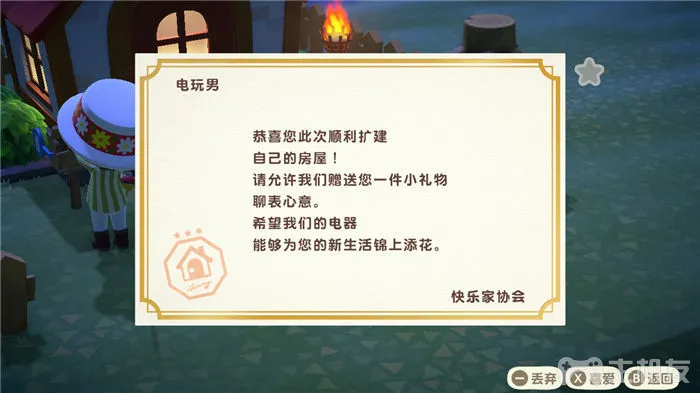 电玩男
恭喜您此次顺利扩建
自己的房屋！
请允许我们赠送您一件小礼物
聊表心意。
希望我们的电器
能够为您的新生活锦上添花。
快乐家协会
− 丢弃 X 喜爱 B 返回